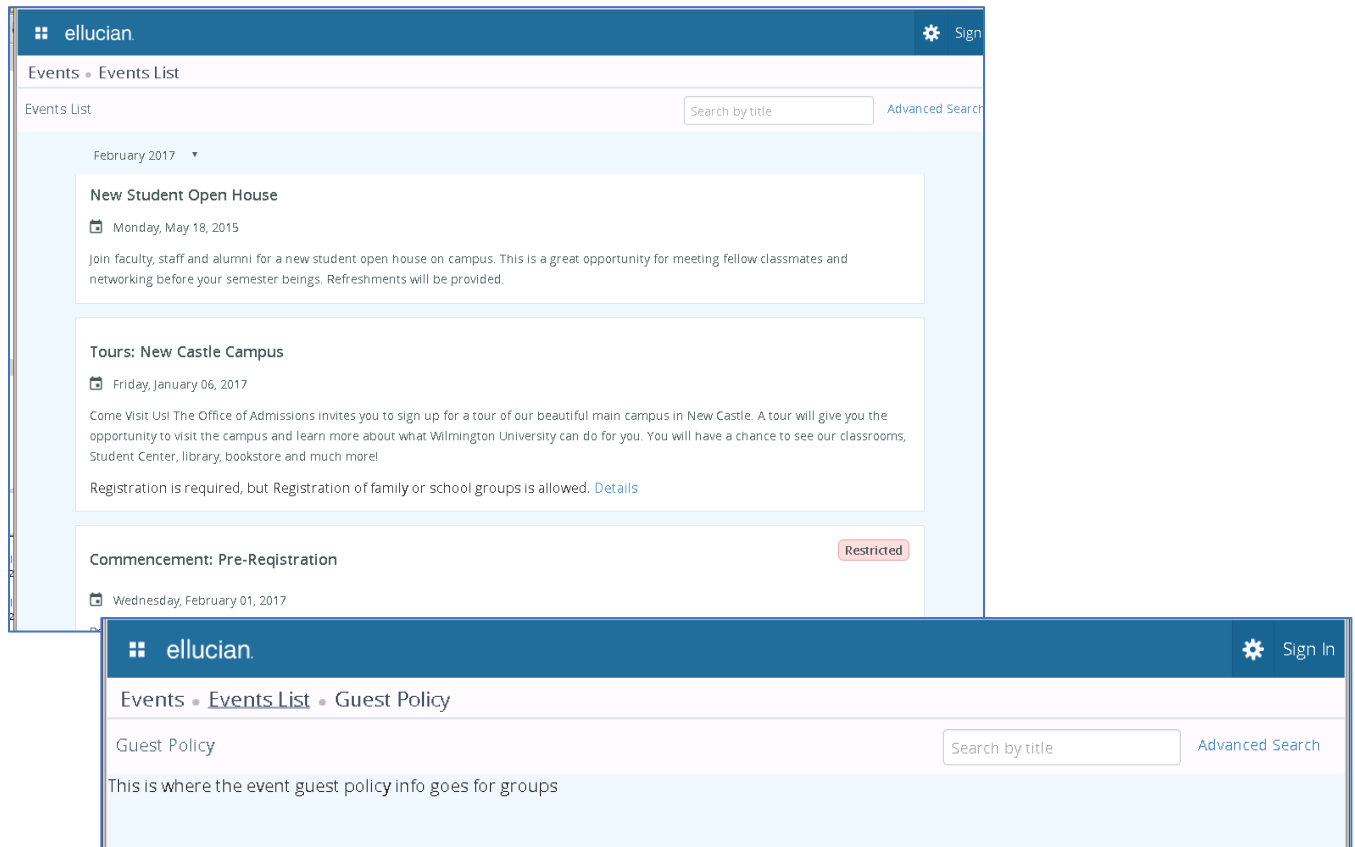 ellucian.
Sign
Events • Events List
Events List
Search by title
Advanced Search
February 2017 ▼
New Student Open House
Monday, May 18, 2015
Join faculty, staff and alumni for a new student open house on campus. This is a great opportunity for meeting fellow classmates and
networking before your semester beings. Refreshments will be provided.
Tours: New Castle Campus
Friday, January 06, 2017
Come Visit Us! The Office of Admissions invites you to sign up for a tour of our beautiful main campus in New Castle. A tour will give you the
opportunity to visit the campus and learn more about what Wilmington University can do for you. You will have a chance to see our classrooms,
Student Center, library, bookstore and much more!
Registration is required, but Registration of family or school groups is allowed. Details
Restricted
Commencement: Pre-Registration
Wednesday, February 01, 2017
ellucian.
Sign In
Events • Events List • Guest Policy
Guest Policy
Search by title
Advanced Search
This is where the event guest policy info goes for groups